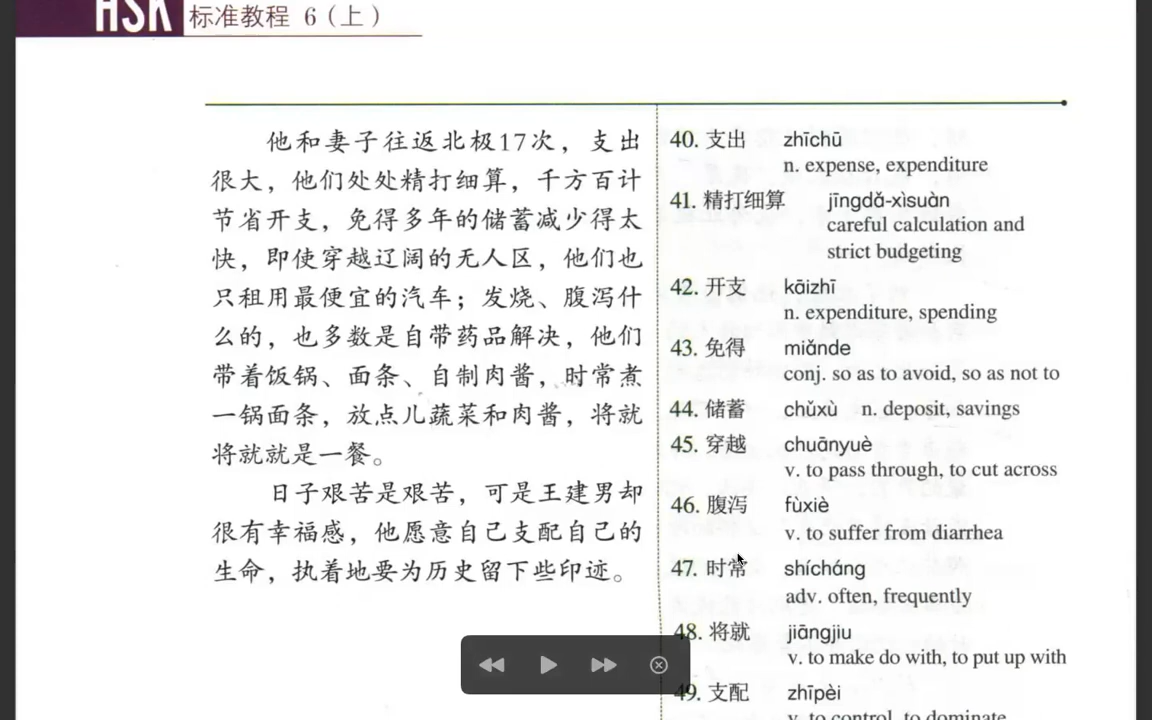 HSK 标准教程 6（上）
他和妻子往返北极17次，支出
很大，他们处处精打细算，千方百计
节省开支，免得多年的储蓄减少得太
快，即使穿越辽阔的无人区，他们也
只租用最便宜的汽车；发烧、腹泻什
么的，也多数是自带药品解决，他们
带着饭锅、面条、自制肉酱，时常煮
一锅面条，放点儿蔬菜和肉酱，将就
将就就是一餐。
日子艰苦是艰苦，可是王建男却
很有幸福感，他愿意自己支配自己的
生命，执着地要为历史留下些印迹。
40. 支出 zhīchū
n. expense, expenditure
41. 精打细算 jīngdǎ-xìsuàn
careful calculation and
strict budgeting
42. 开支 kāizhī
n. expenditure, spending
43. 免得 miǎnde
conj. so as to avoid, so as not to
44. 储蓄 chǔxù n. deposit, savings
45. 穿越 chuānyuè
v. to pass through, to cut across
46. 腹泻 fùxiè
v. to suffer from diarrhea
47. 时常 shícháng
adv. often, frequently
48. 将就 jiāngjiu
v. to make do with, to put up with
49. 支配 zhīpèi
v. to control, to dominate